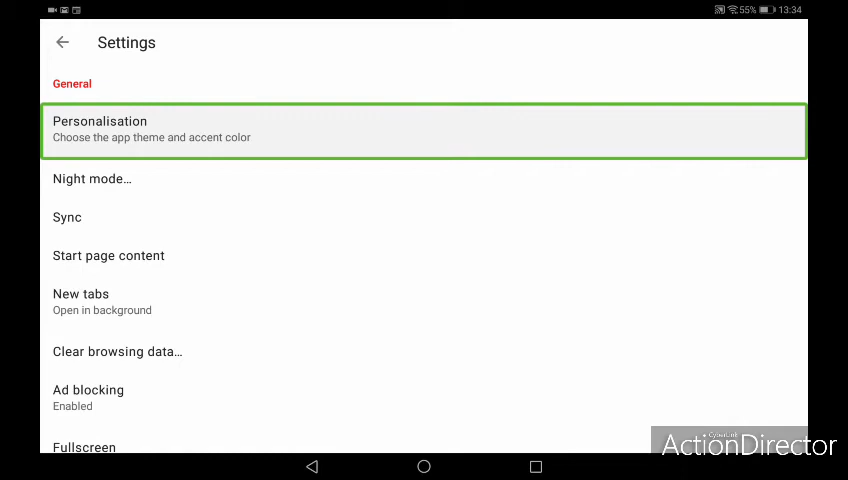 55% 13:34
Settings
General
Personalisation
Choose the app theme and accent color
Night mode…
Sync
Start page content
New tabs
Open in background
Clear browsing data…
Ad blocking
Enabled
Fullscreen
CyberLink
ActionDirector